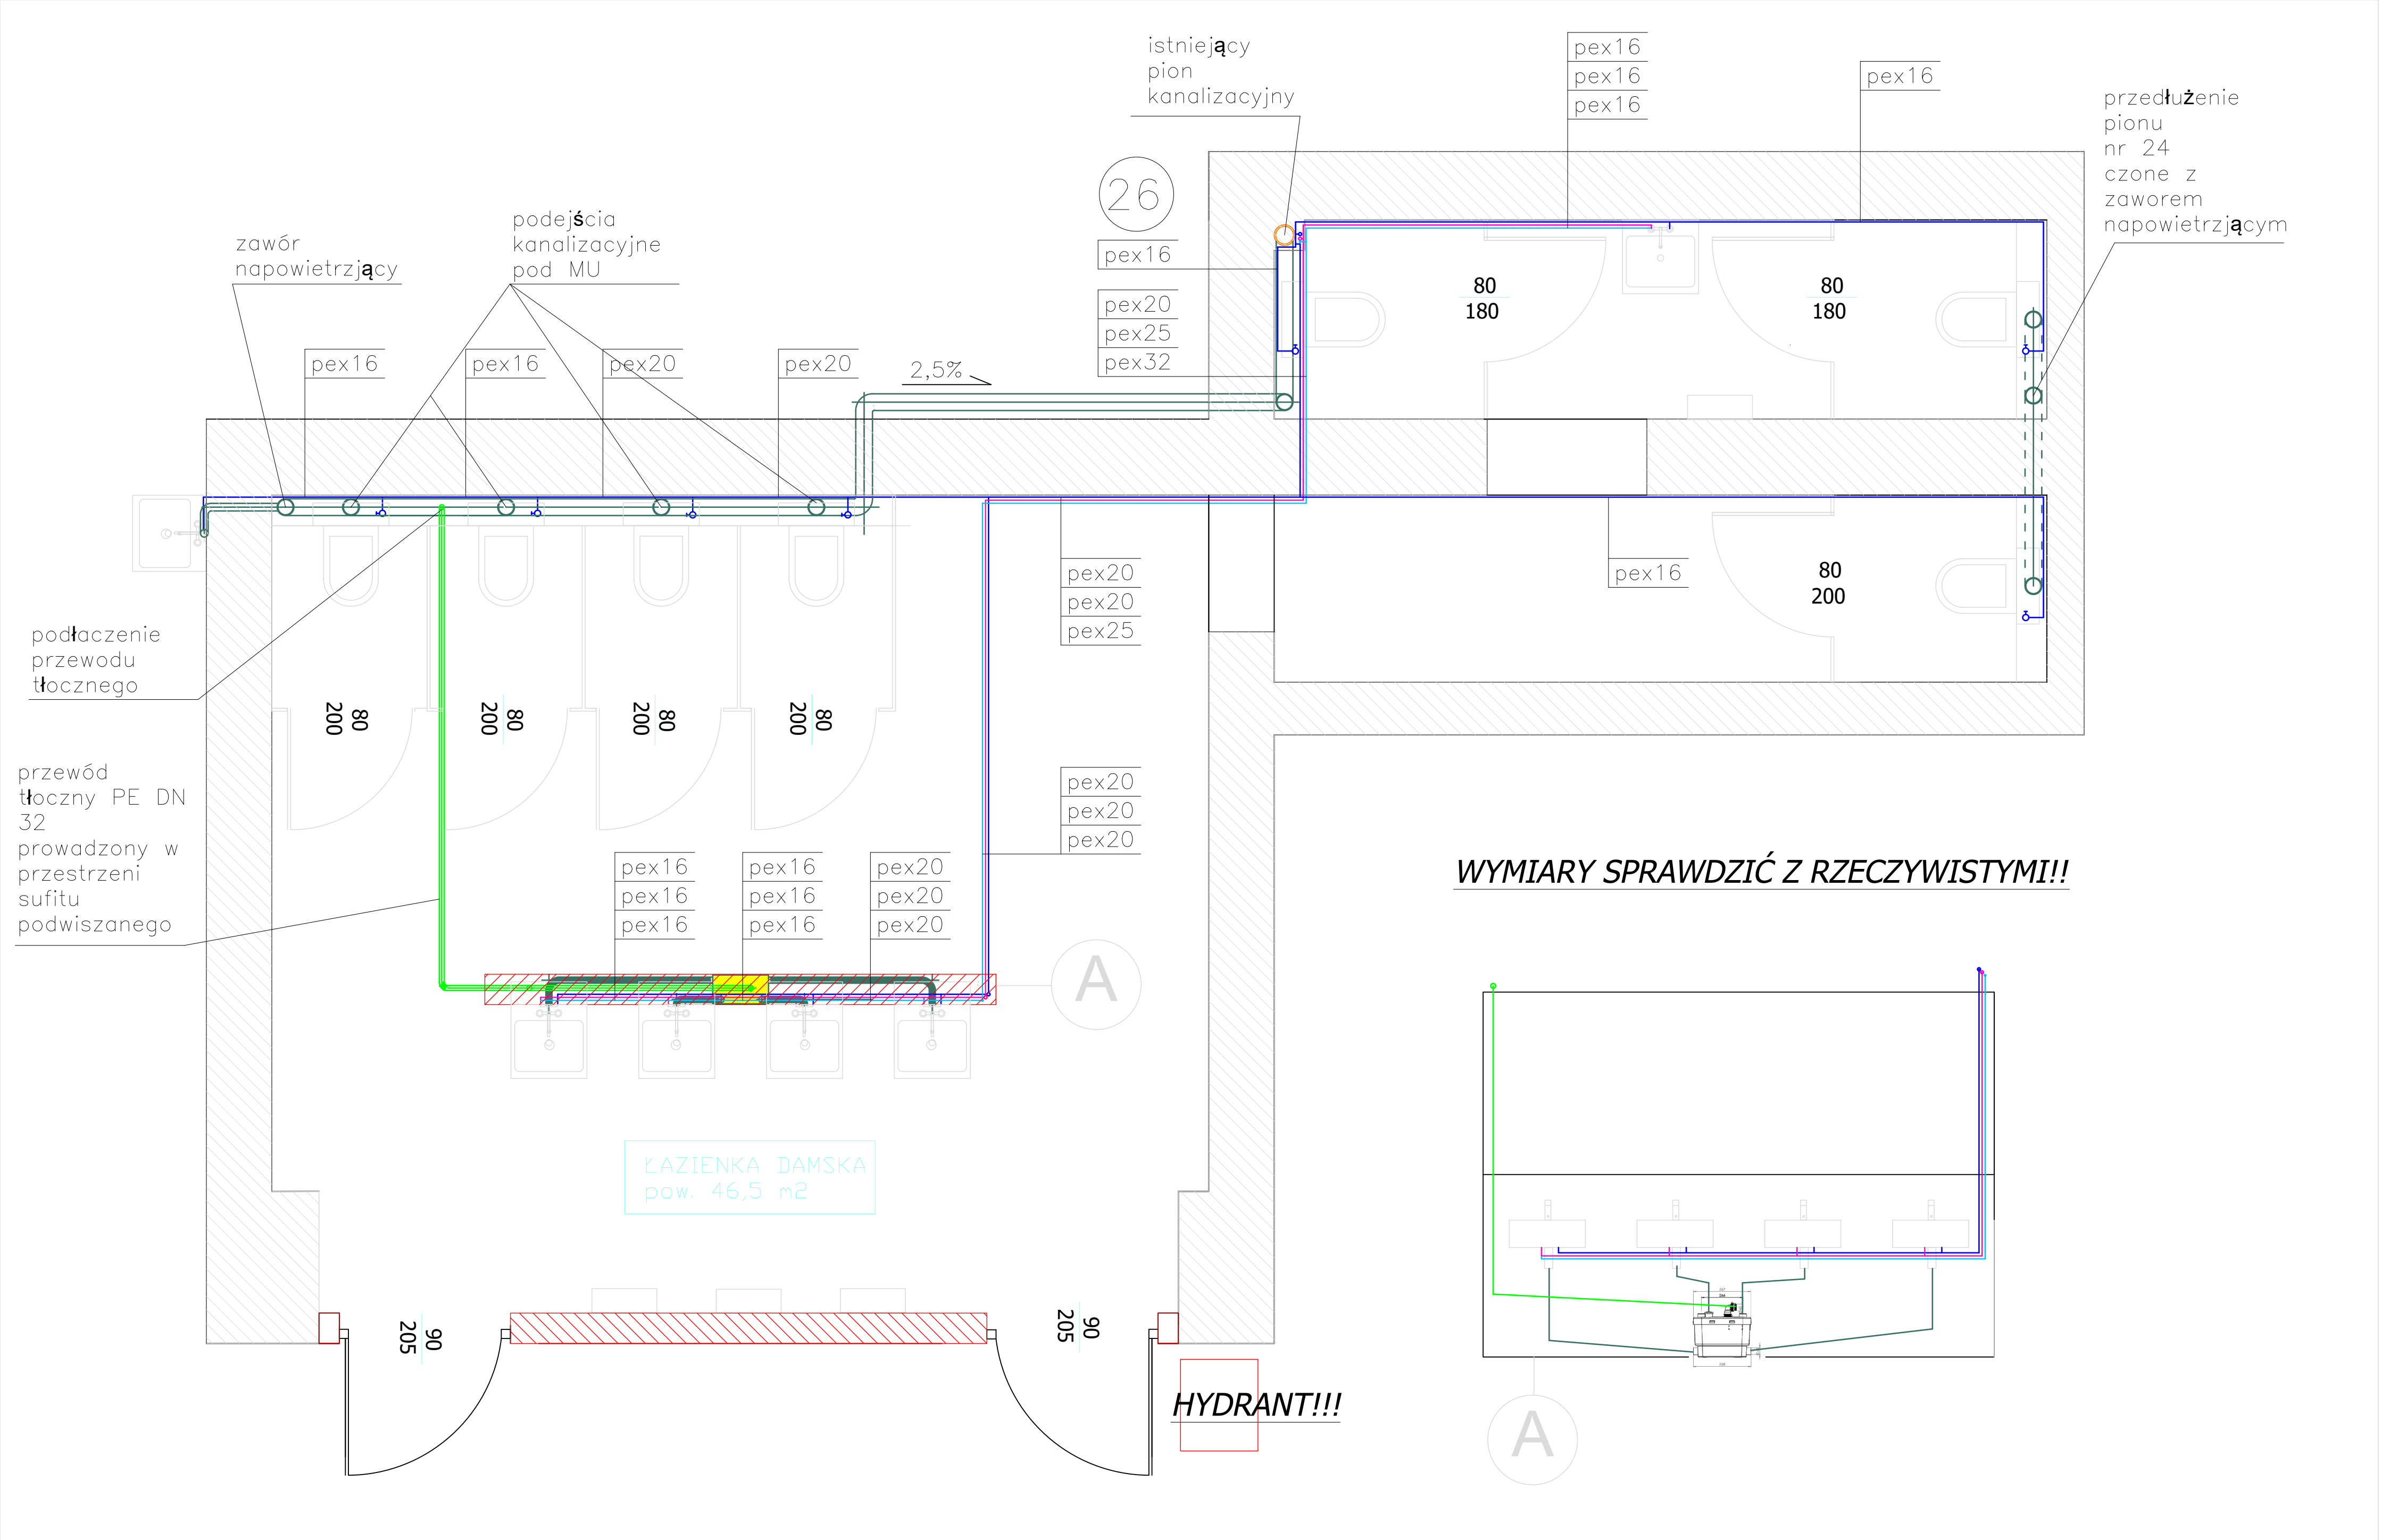 istniejący
pion
kanalizacyjny
pex16
pex16
pex16
pex16
przedłużenie
pionu
nr 24
czone z
zaworem
napowietrzjącym
26
pex16
pex20
pex25
pex32
zawór
napowietrzjący
podejścia
kanalizacyjne
pod MU
pex16
pex16
pex20
pex20
2,5%
80
180
80
180
podłaczenie
przewodu
tłocznego
pex20
pex20
pex25
pex16
80
200
80
200
80
200
80
200
80
200
przewód
tłoczny PE DN
32
prowadzony w
przestrzeni
sufitu
podwiszanego
pex20
pex20
pex20
pex16
pex16
pex16
pex16
pex16
pex16
pex20
pex20
pex20
WYMIARY SPRAWDZIĆ Z RZECZYWISTYMI!!
A
ŁAZIENKA DAMSKA
pow. 46,5 m2
90
205
90
205
HYDRANT!!!
A